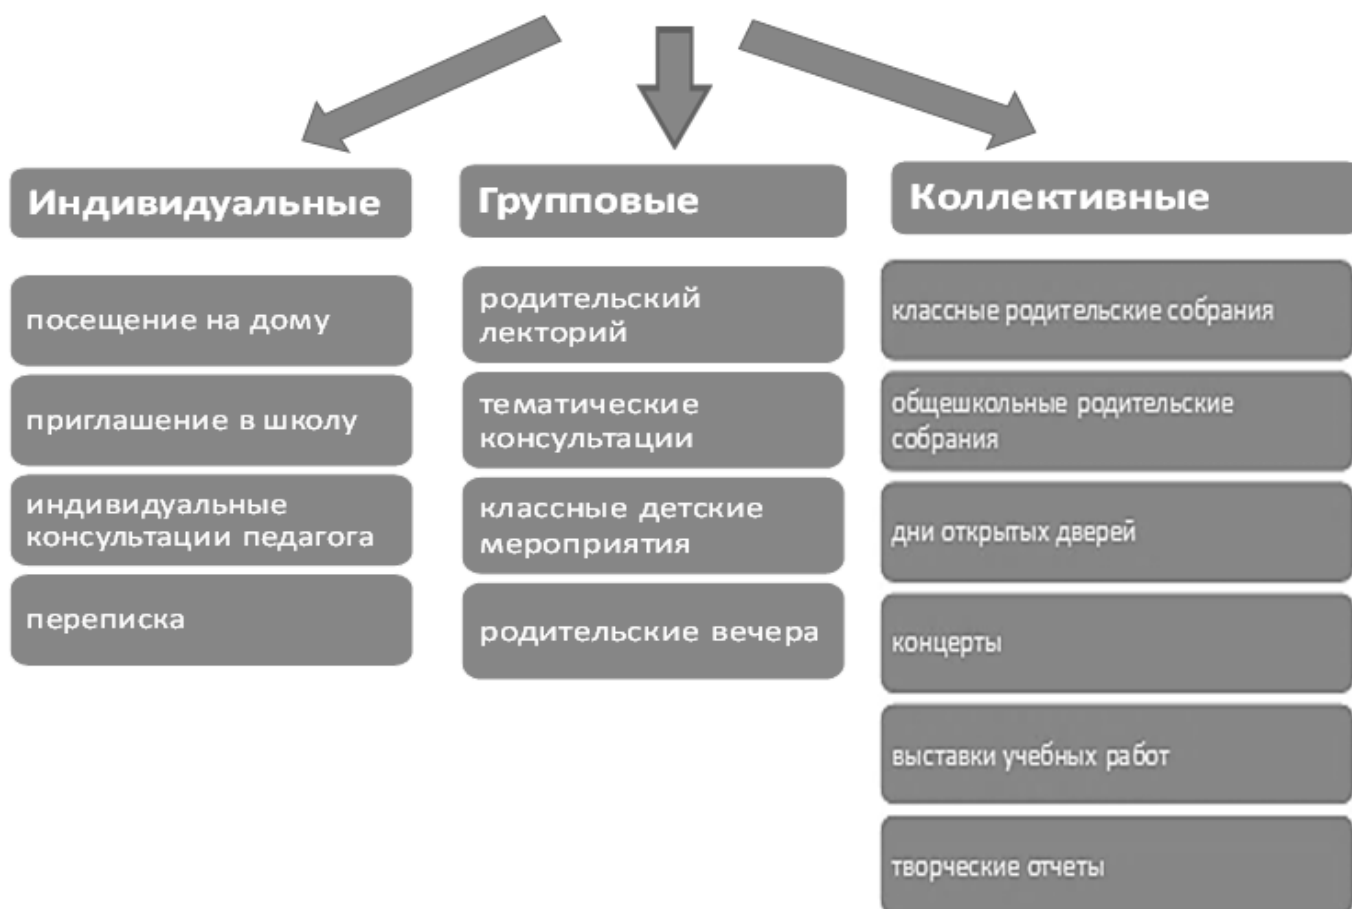 Индивидуальные
посещение на дому
приглашение в школу
индивидуальные
консультации педагога
переписка
Групповые
родительский
лекторий
тематические
консультации
классные детские
мероприятия
родительские вечера
Коллективные
классные родительские собрания
общешкольные родительские
собрания
дни открытых дверей
концерты
выставки учебных работ
творческие отчеты